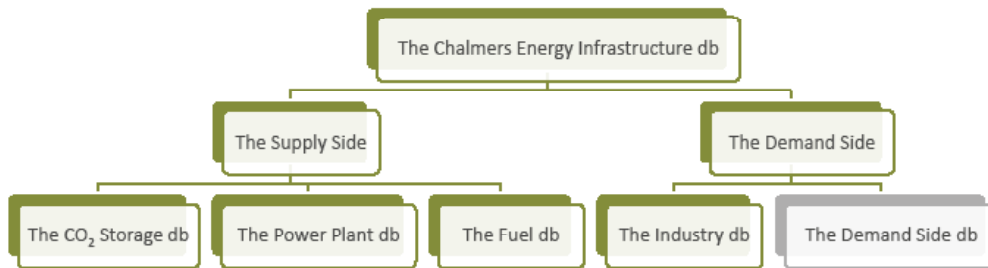 The Chalmers Energy Infrastructure db
The Supply Side
The Demand Side
The CO₂ Storage db
The Power Plant db
The Fuel db
The Industry db
The Demand Side db